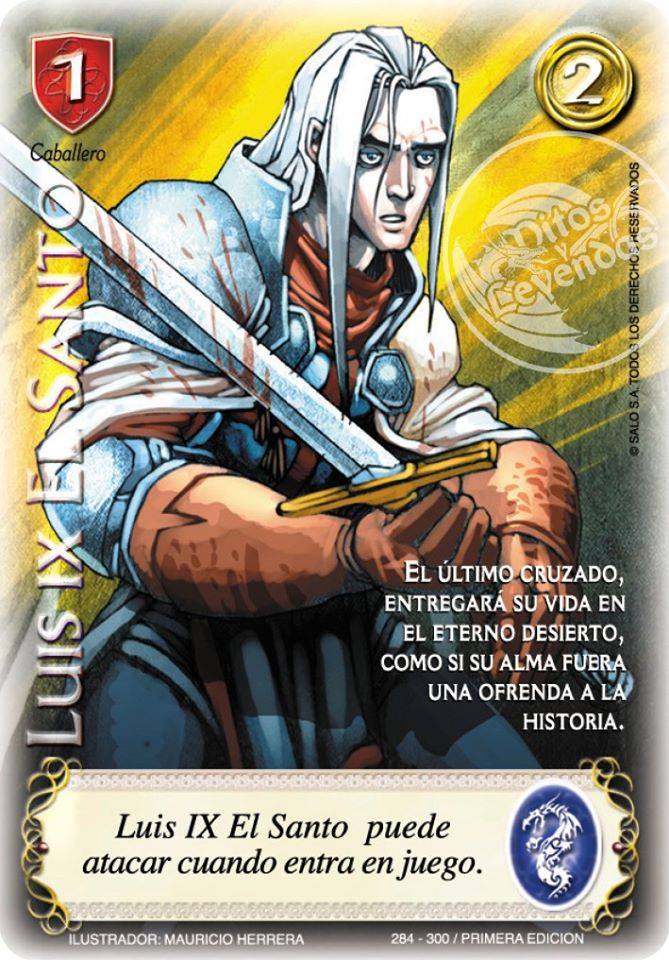 1
2
Caballero
LUIS IX EL SANTO
Mitos
y
Leyendas
© SALO S.A. TODOS LOS DERECHOS RESERVADOS
EL ÚLTIMO CRUZADO,
ENTREGARÁ SU VIDA EN
EL ETERNO DESIERTO,
COMO SI SU ALMA FUERA
UNA OFRENDA A LA
HISTORIA.
Luis IX El Santo puede
atacar cuando entra en juego.
ILUSTRADOR: MAURICIO HERRERA
284 - 300 / PRIMERA EDICION